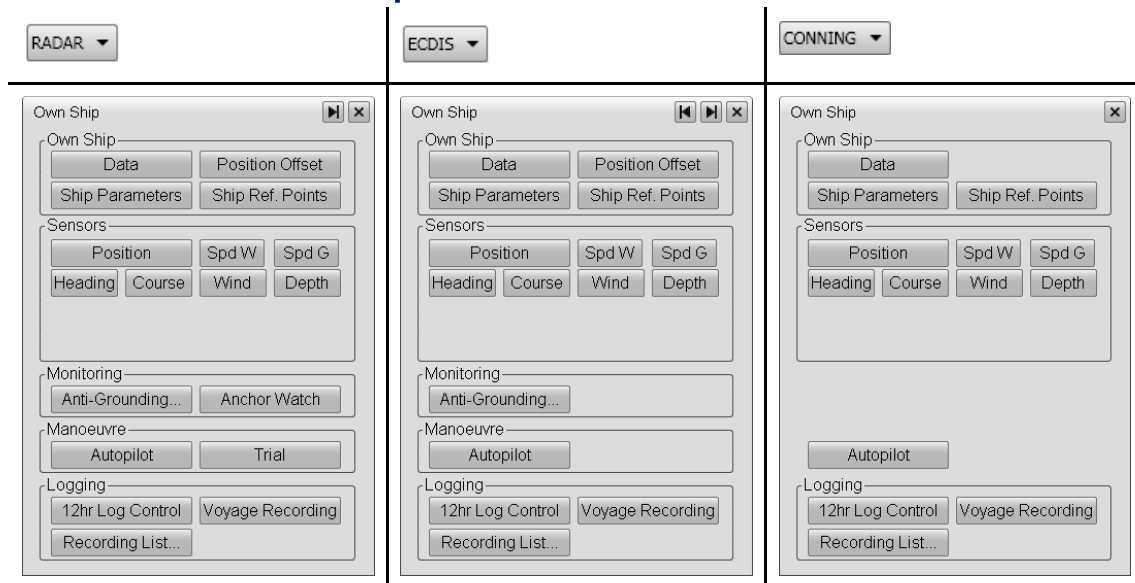 RADAR
ECDIS
CONNING
Own Ship
Own Ship
Data Position Offset
Ship Parameters Ship Ref. Points
Sensors
Position Spd W Spd G
Heading Course Wind Depth
Monitoring
Anti-Grounding... Anchor Watch
Manoeuvre
Autopilot Trial
Logging
12hr Log Control Voyage Recording
Recording List...
Own Ship
Own Ship
Data Position Offset
Ship Parameters Ship Ref. Points
Sensors
Position Spd W Spd G
Heading Course Wind Depth
Monitoring
Anti-Grounding...
Manoeuvre
Autopilot
Logging
12hr Log Control Voyage Recording
Recording List...
Own Ship
Own Ship
Data
Ship Parameters Ship Ref. Points
Sensors
Position Spd W Spd G
Heading Course Wind Depth
Autopilot
Logging
12hr Log Control Voyage Recording
Recording List...